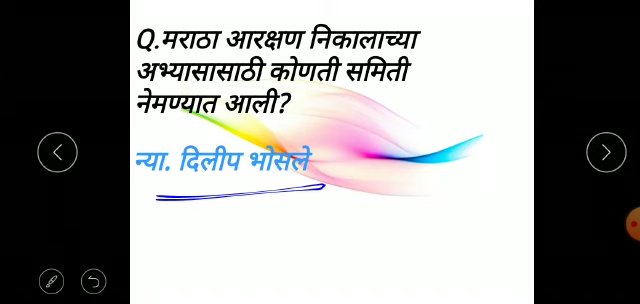 Q.मराठा आरक्षण निकालाच्या
अभ्यासासाठी कोणती समिती
नेमण्यात आली?
न्या. दिलीप भोसले